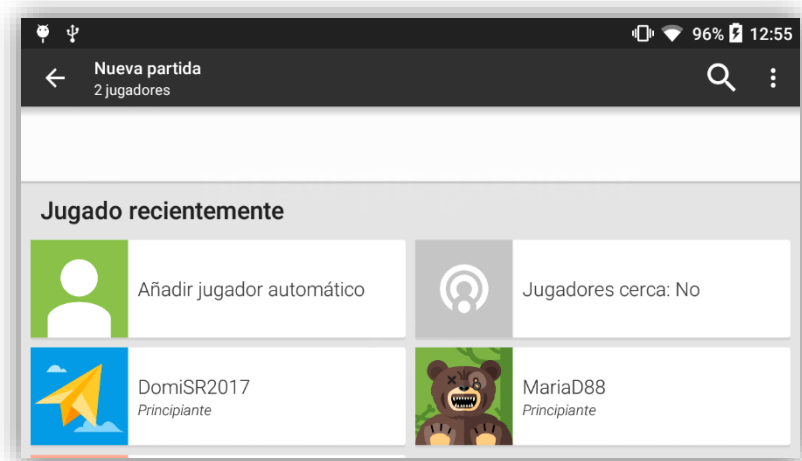 96% 12:55
Nueva partida
2 jugadores
Jugado recientemente
Añadir jugador automático
Jugadores cerca: No
DomiSR2017
Principiante
MariaD88
Principiante